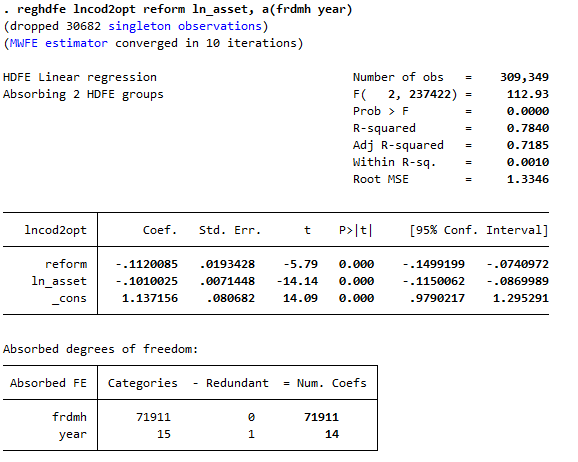 . reghdfe lncod2opt reform ln_asset, a(frdmh year)
(dropped 30682 singleton observations)
(MWFE estimator converged in 10 iterations)
HDFE Linear regression Number of obs = 309,349
Absorbing 2 HDFE groups F( 2, 237422) = 112.93
Prob > F = 0.0000
R-squared = 0.7840
Adj R-squared = 0.7185
Within R-sq. = 0.0010
Root MSE = 1.3346
lncod2opt Coef. Std. Err. t P>|t| [95% Conf. Interval]
reform -.1120085 .0193428 -5.79 0.000 -.1499199 -.0740972
ln_asset -.1010025 .0071448 -14.14 0.000 -.1150062 -.0869989
_cons 1.137156 .080682 14.09 0.000 .9790217 1.295291
Absorbed degrees of freedom:
Absorbed FE Categories - Redundant = Num. Coefs
frdmh 71911 0 71911
year 15 1 14